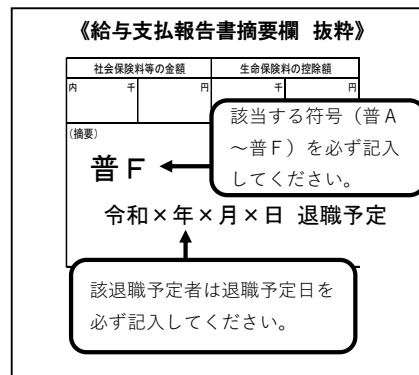 《給与支払報告書摘要欄 抜粋》
社会保険料等の金額 生命保険料の控除額
内 千 円 千 円
(摘要)
該当する符号（普Ａ
～普Ｆ）を必ず記入
してください。
普Ｆ
令和×年×月×日 退職予定
該退職予定者は退職予定日を
必ず記入してください。